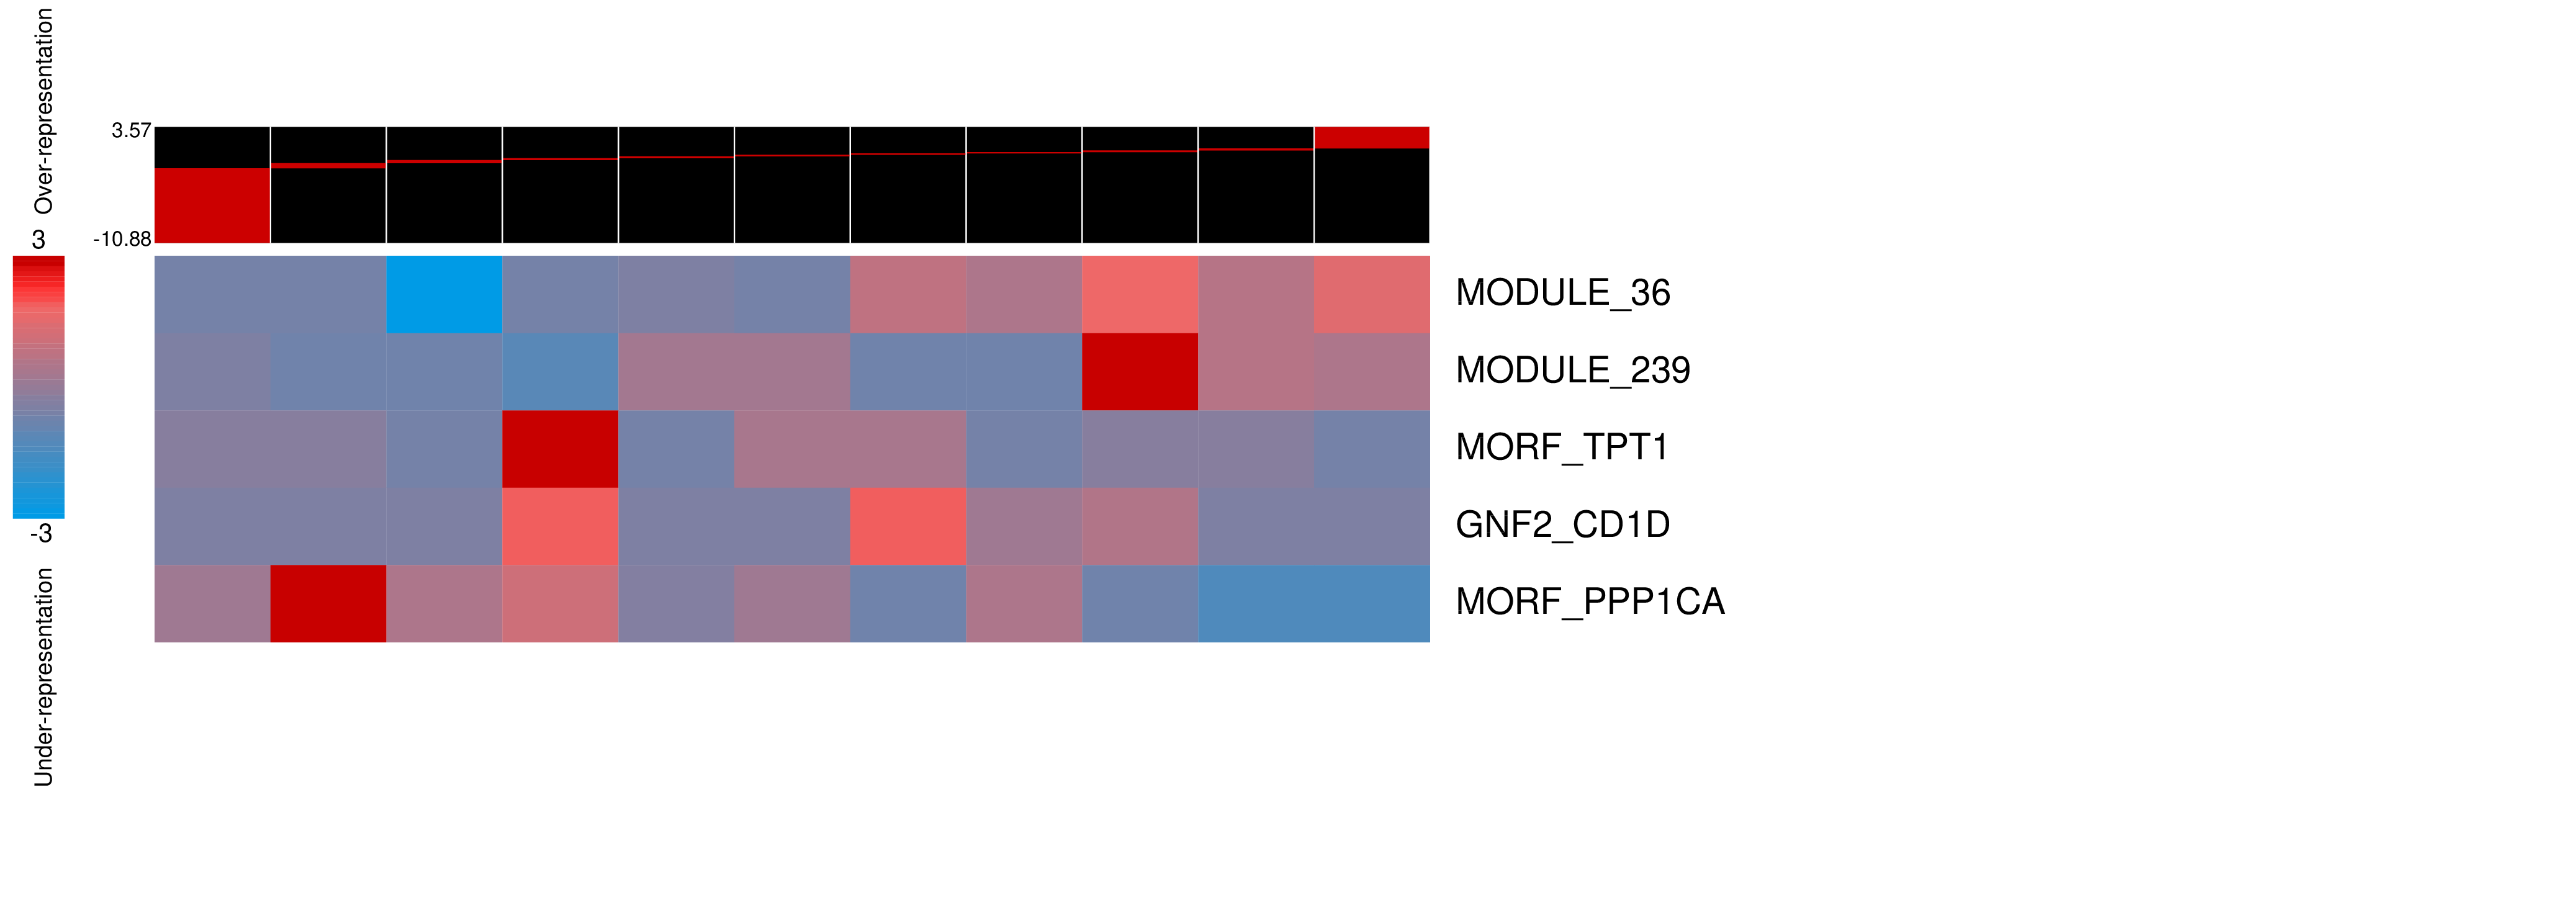 Over-representation
3
-3
Under-representation
3.57
-10.88
MODULE_36
MODULE_239
MORF_TPT1
GNF2_CD1D
MORF_PPP1CA